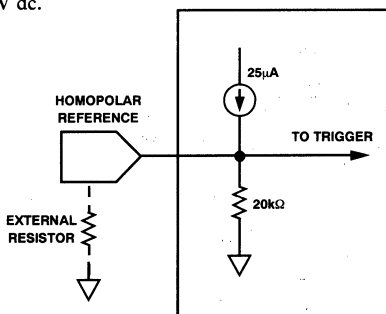 V dc.
25µA
HOMOPOLAR
REFERENCE
TO TRIGGER
EXTERNAL
RESISTOR
20kΩ